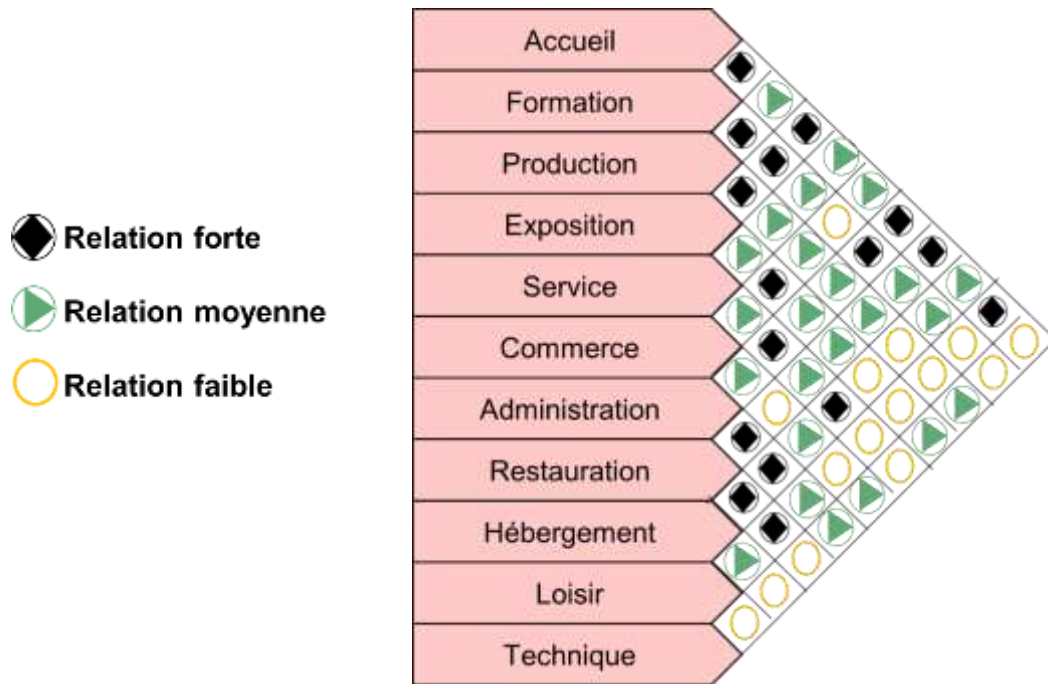 Accueil
Formation
Production
Exposition
Service
Commerce
Administration
Restauration
Hébergement
Loisir
Technique
Relation forte
Relation moyenne
Relation faible